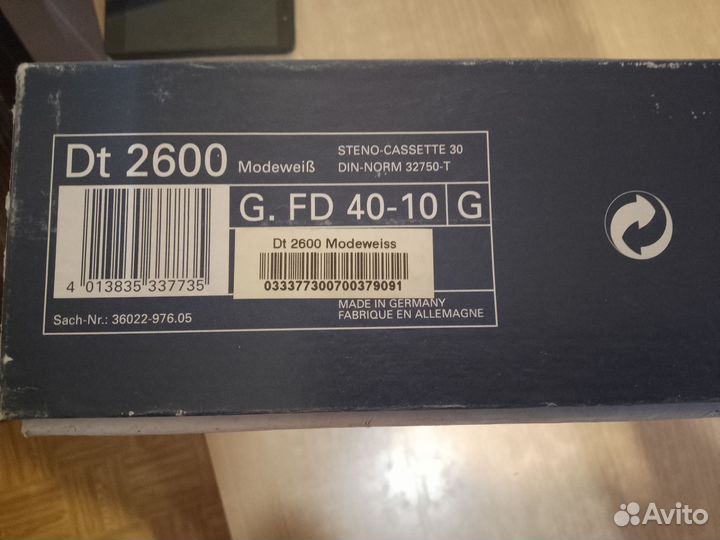 Dt 2600 Modeweiß
STENO-CASSETTE 30
DIN-NORM 32750-T
G. FD 40-10 G
4 013835 337735
Dt 2600 Modeweiss
033377300700379091
MADE IN GERMANY
FABRIQUE EN ALLEMAGNE
Sach-Nr.: 36022-976.05
Avito